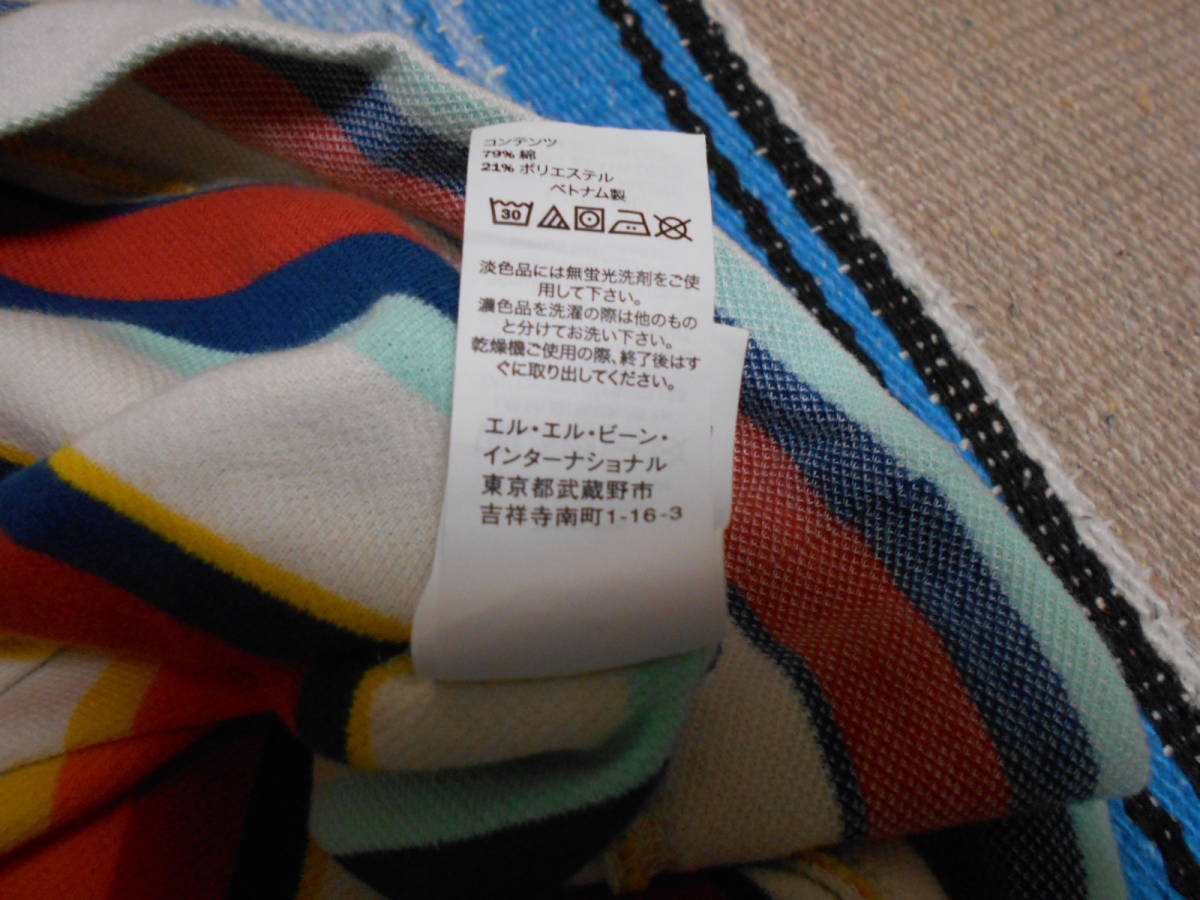 コンテンツ
79% 綿
21% ポリエステル
ベトナム製
30
淡色品には無蛍光洗剤をご使
用して下さい。
濃色品を洗濯の際は他のもの
と分けてお洗い下さい。
乾燥機ご使用の際、終了後はす
ぐに取り出してください。
エル・エル・ビーン・
インターナショナル
東京都武蔵野市
吉祥寺南町1-16-3